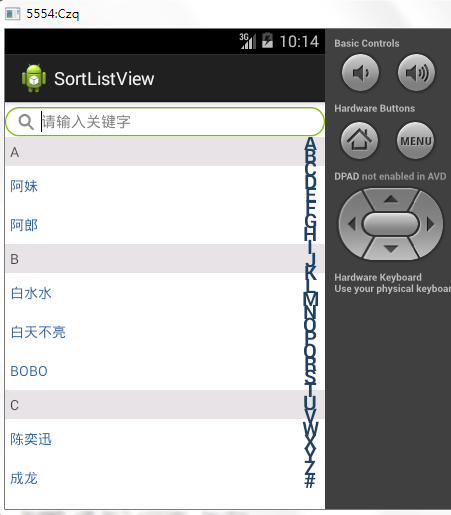 5554:Czq
3G 10:14
SortListView
请输入关键字
A
阿妹
阿郎
B
白水水
白天不亮
BOBO
C
陈奕迅
成龙
A
B
C
D
E
F
G
H
I
J
K
L
M
N
O
P
Q
R
S
T
U
V
W
X
Y
Z
#
Basic Controls
Hardware Buttons
MENU
DPAD not enabled in AVD
Hardware Keyboard
Use your physical keyboar